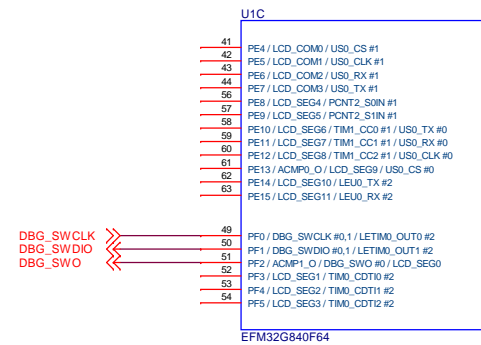 U1C
41 PE4 / LCD_COM0/ US0_CS #1
42 PE5 / LCD_COM1/ US0_CLK #1
43 PE6 / LCD_COM2 / US0_RX #1
44 PE7 / LCD_COM3 / US0_TX #1
56 PE8 / LCD_SEG4 / PCNT2_S0IN #1
57 PE9 / LCD_SEG5 / PCNT2_S1IN #1
58 PE10 / LCD_SEG6 / TIM1_CC0 #1 / US0_TX #0
59 PE11 / LCD_SEG7 / TIM1_CC1 #1 / US0_RX #0
60 PE12 / LCD_SEG8 / TIM1_CC2 #1 / US0_CLK #0
61 PE13 / ACMP0_O / LCD_SEG9 / US0_CS #0
62 PE14 / LCD_SEG10 / LEU0_TX #2
63 PE15 / LCD_SEG11 / LEU0_RX #2
DBG_SWCLK 49 PF0 / DBG_SWCLK #0,1 / LETIM0_OUT0 #2
DBG_SWDIO 50 PF1 / DBG_SWDIO #0,1 / LETIM0_OUT1 #2
DBG_SWO 51 PF2 / ACMP1_O / DBG_SWO #0 / LCD_SEG0
52 PF3 / LCD_SEG1 / TIM0_CDTI0 #2
53 PF4 / LCD_SEG2 / TIM0_CDTI1 #2
54 PF5 / LCD_SEG3 / TIM0_CDTI2 #2
EFM32G840F64